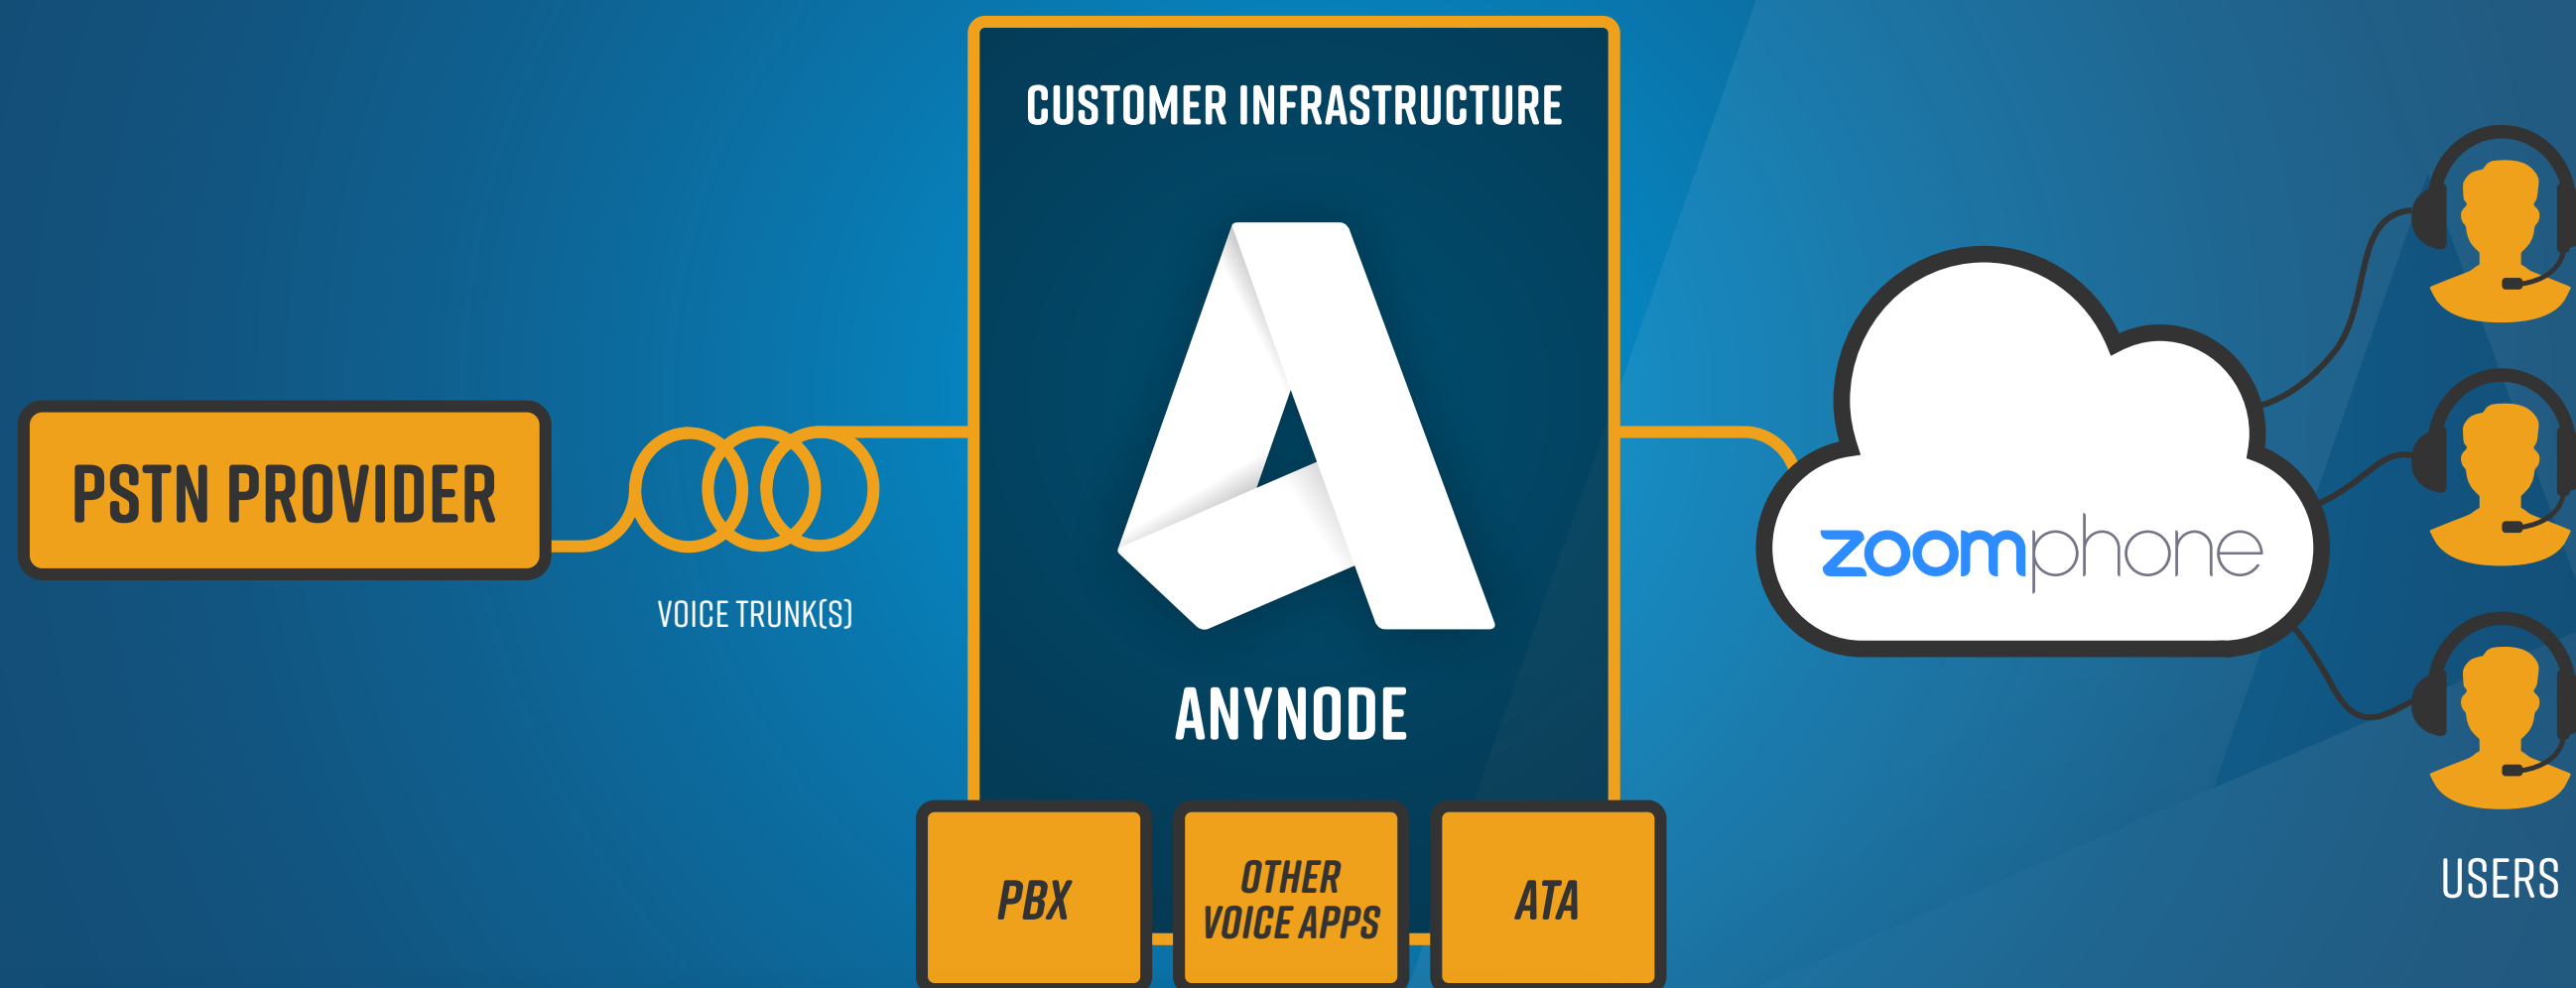 CUSTOMER INFRASTRUCTURE
PSTN PROVIDER
VOICE TRUNK(S)
ANYNODE
zoomphone
PBX
OTHER
VOICE APPS
ATA
USERS